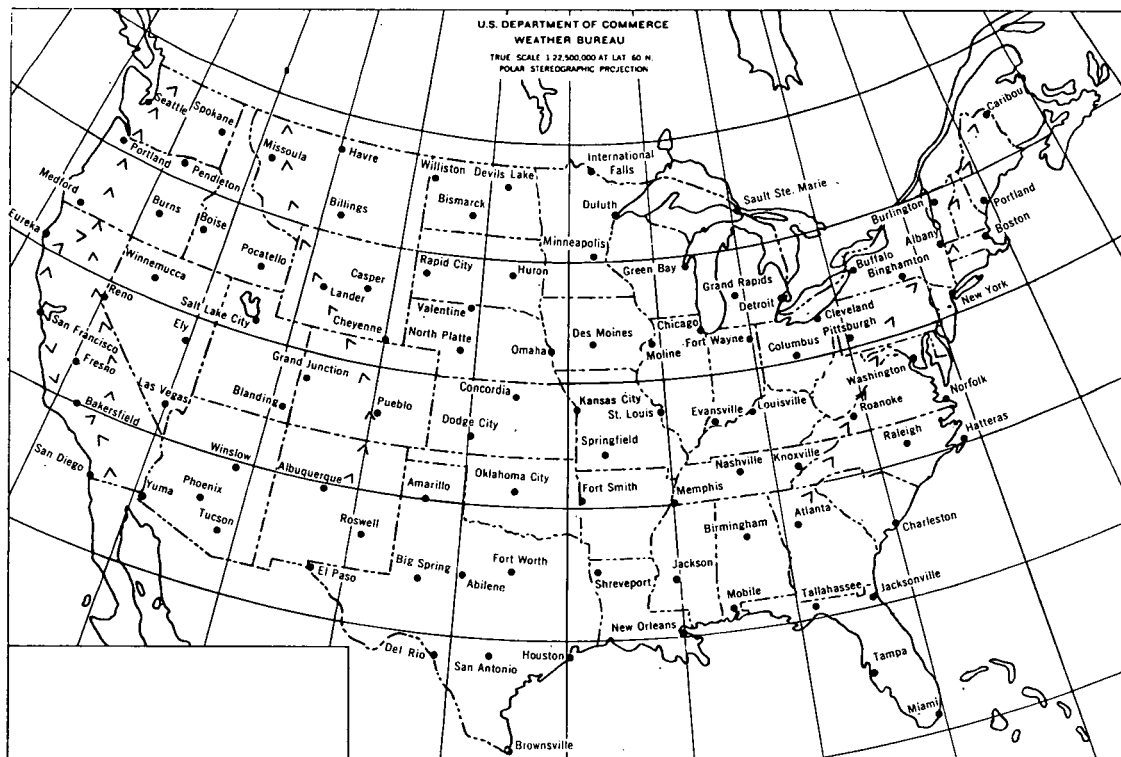 U.S. DEPARTMENT OF COMMERCE
WEATHER BUREAU
TRUE SCALE 1:22,500,000 AT LAT 60 N.
POLAR STEREOGRAPHIC PROJECTION
Seattle
Spokane
Portland
Pendleton
Missoula
Havre
Williston
Devils Lake
International
Falls
Caribou
Medford
Burns
Boise
Billings
Bismarck
Duluth
Sault Ste. Marie
Burlington
Portland
Eureka
Winnemucca
Pocatello
Minneapolis
Albany
Boston
Reno
Salt Lake City
Lander
Casper
Rapid City
Huron
Green Bay
Grand Rapids
Detroit
Buffalo
Binghamton
New York
San Francisco
Ely
Cheyenne
Valentine
North Platte
Omaha
Des Moines
Chicago
Moline
Fort Wayne
Cleveland
Pittsburgh
Columbus
Fresno
Las Vegas
Grand Junction
Blanding
Pueblo
Concordia
Dodge City
Kansas City
St. Louis
Evansville
Louisville
Washington
Norfolk
Roanoke
Bakersfield
San Diego
Winslow
Albuquerque
Amarillo
Oklahoma City
Springfield
Fort Smith
Nashville
Knoxville
Raleigh
Hatteras
Yuma
Phoenix
Tucson
Roswell
Memphis
Birmingham
Atlanta
Charleston
El Paso
Big Spring
Abilene
Fort Worth
Shreveport
Jackson
Mobile
Tallahassee
Jacksonville
Del Rio
San Antonio
Houston
New Orleans
Tampa
Miami
Brownsville